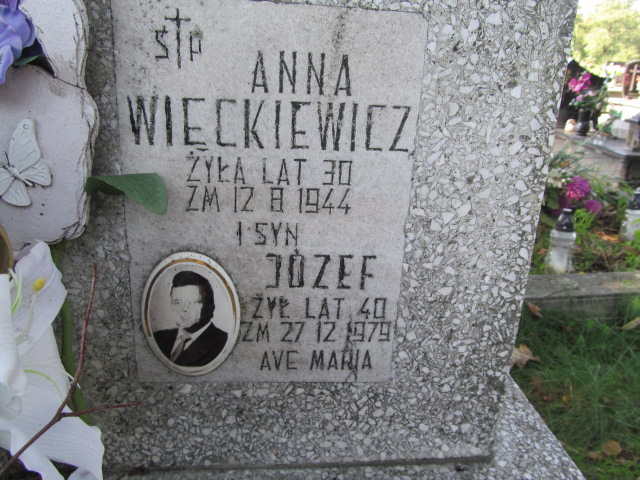 Ś † P
ANNA
WIĘCKIEWICZ
ŻYŁA LAT 30
ZM 12 8 1944
I SYN
JÓZEF
ŻYŁ LAT 40
ZM 27 12 1979
AVE MARIA